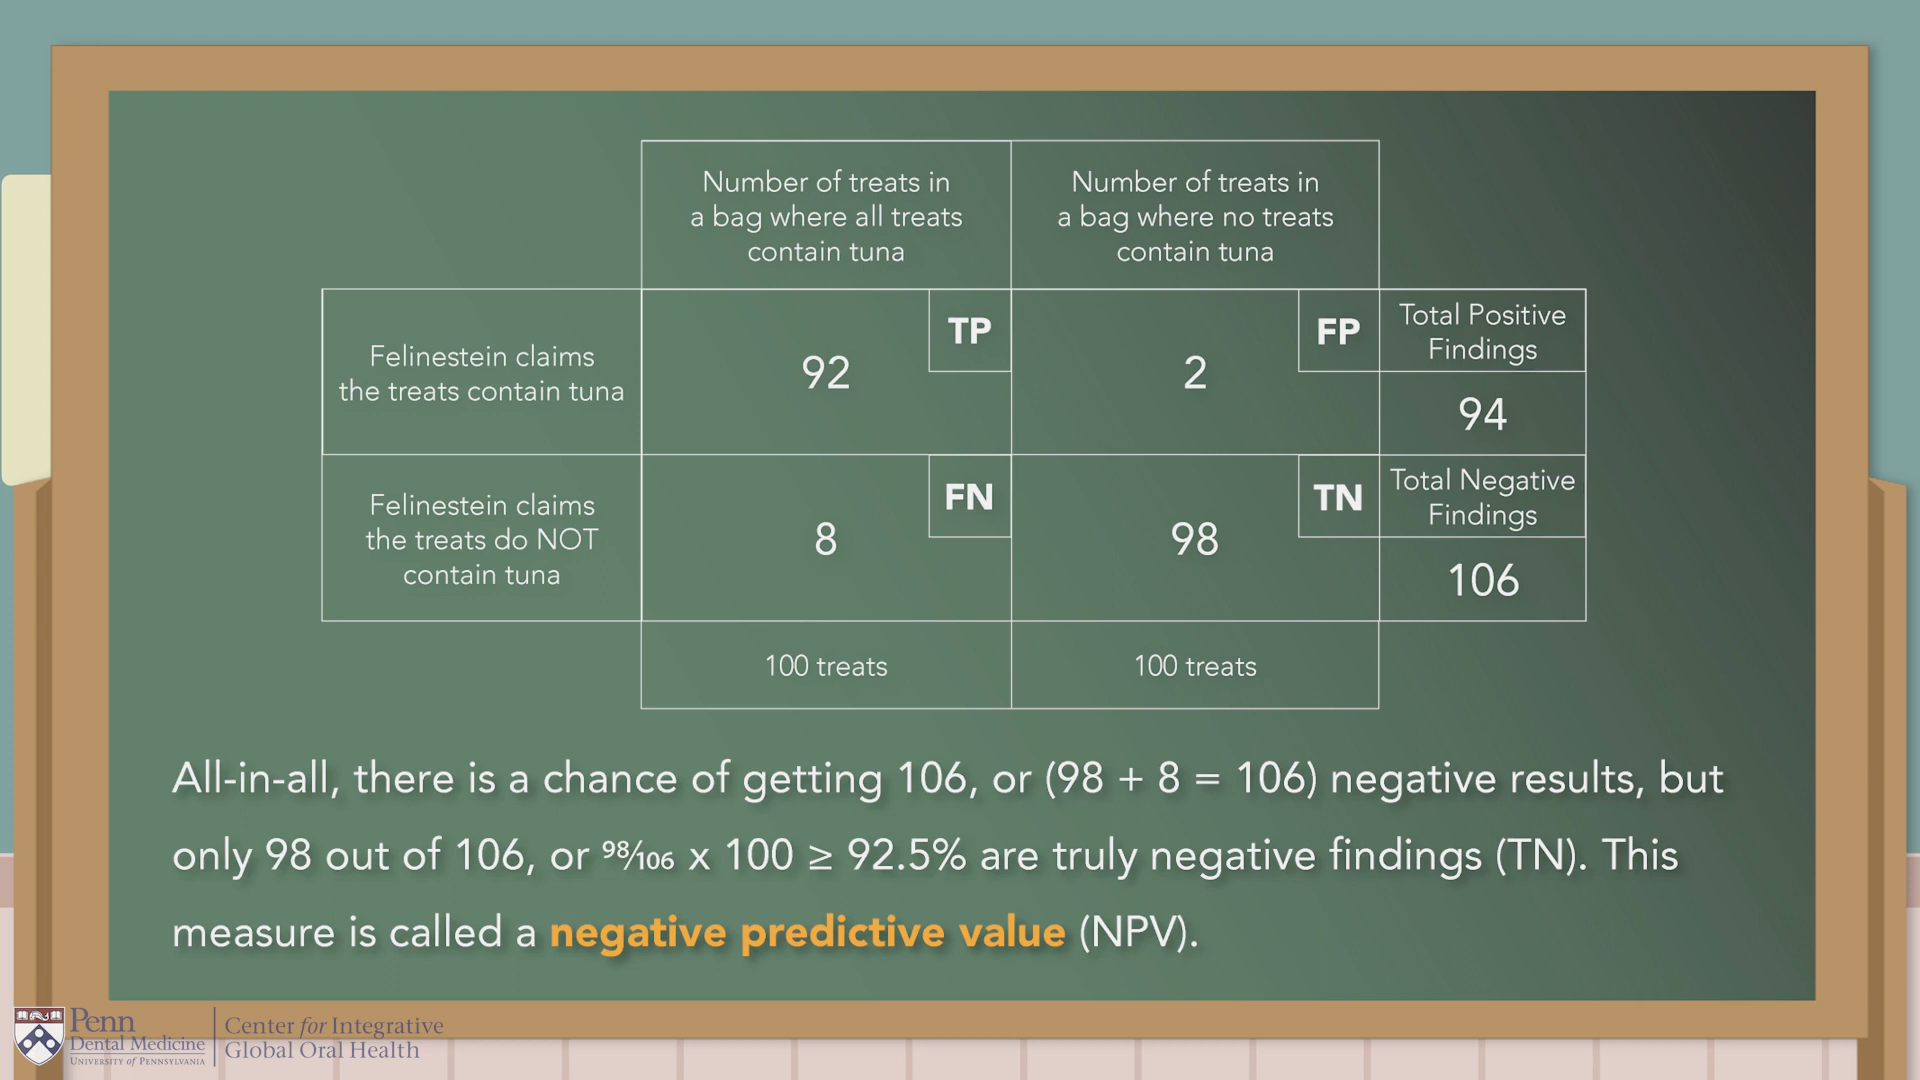 Number of treats in
a bag where all treats
contain tuna
Number of treats in
a bag where no treats
contain tuna
Felinestein claims
the treats contain tuna
92
TP
2
FP
Total Positive
Findings
94
Felinestein claims
the treats do NOT
contain tuna
8
FN
98
TN
Total Negative
Findings
106
100 treats
100 treats
All-in-all, there is a chance of getting 106, or (98 + 8 = 106) negative results, but
only 98 out of 106, or 98/106 x 100 ≥ 92.5% are truly negative findings (TN). This
measure is called a negative predictive value (NPV).
Penn
Dental Medicine
University of Pennsylvania
Center for Integrative
Global Oral Health